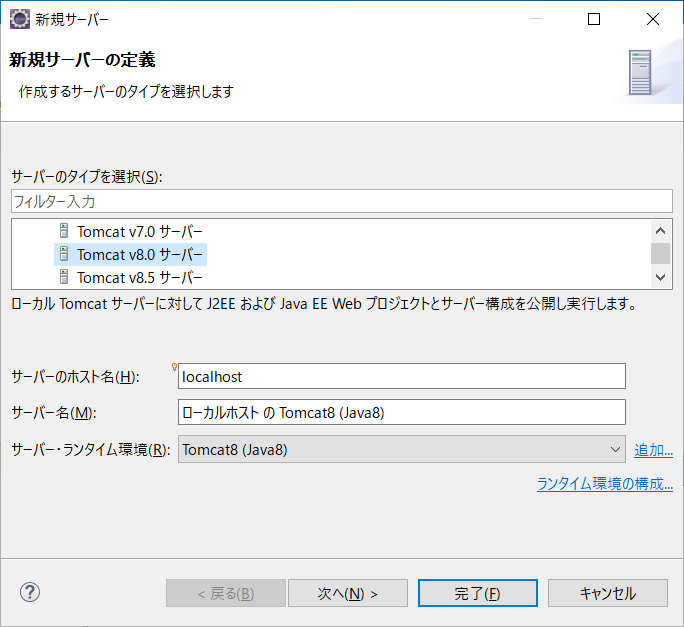 新規サーバー
新規サーバーの定義
作成するサーバーのタイプを選択します
サーバーのタイプを選択(S):
フィルター入力
Tomcat v7.0 サーバー
Tomcat v8.0 サーバー
Tomcat v8.5 サーバー
ローカル Tomcat サーバーに対して J2EE および Java EE Web プロジェクトとサーバー構成を公開し実行します。
サーバーのホスト名(H): localhost
サーバー名(M): ローカルホスト の Tomcat8 (Java8)
サーバー・ランタイム環境(R): Tomcat8 (Java8) 追加...
ランタイム環境の構成...
? < 戻る(B) 次へ(N) > 完了(F) キャンセル